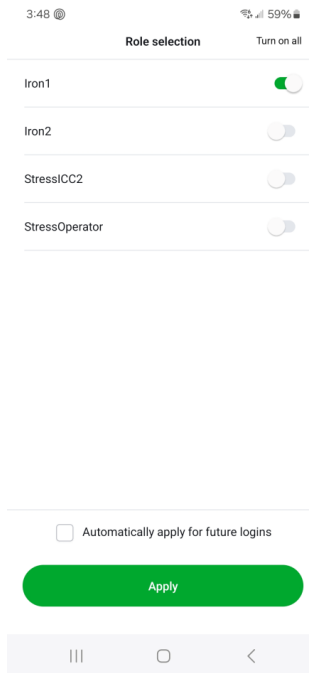 3:48 59%
Role selection Turn on all
Iron1
Iron2
StressICC2
StressOperator
Automatically apply for future logins
Apply